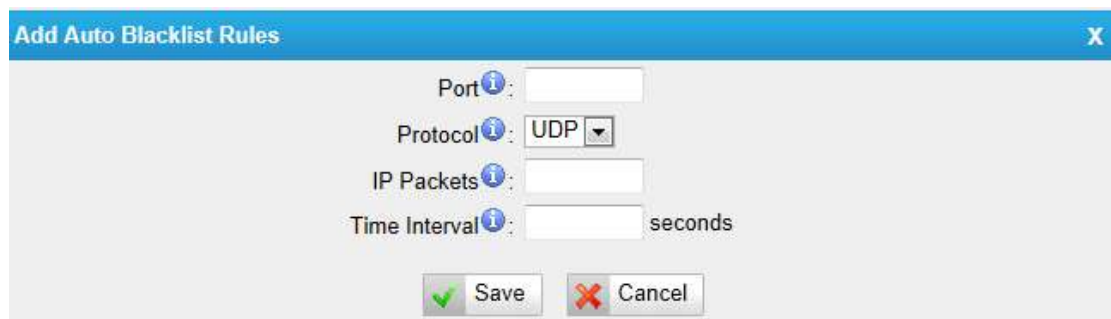 Add Auto Blacklist Rules X
Port i:
Protocol i: UDP
IP Packets i:
Time Interval i: seconds
Save Cancel